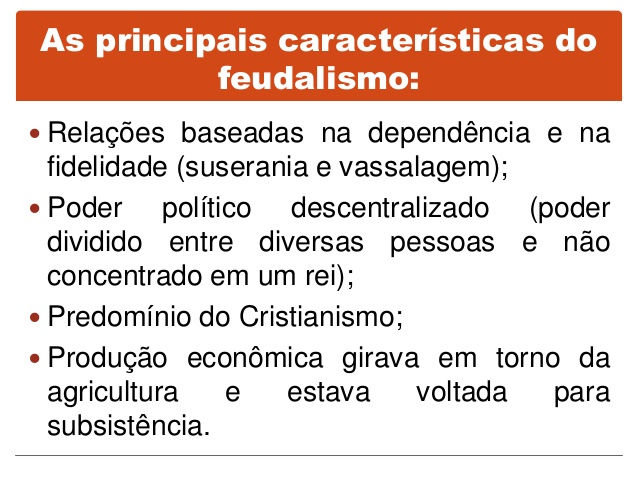 As principais características do
feudalismo:
• Relações baseadas na dependência e na
fidelidade (suserania e vassalagem);
• Poder político descentralizado (poder
dividido entre diversas pessoas e não
concentrado em um rei);
• Predomínio do Cristianismo;
• Produção econômica girava em torno da
agricultura e estava voltada para
subsistência.